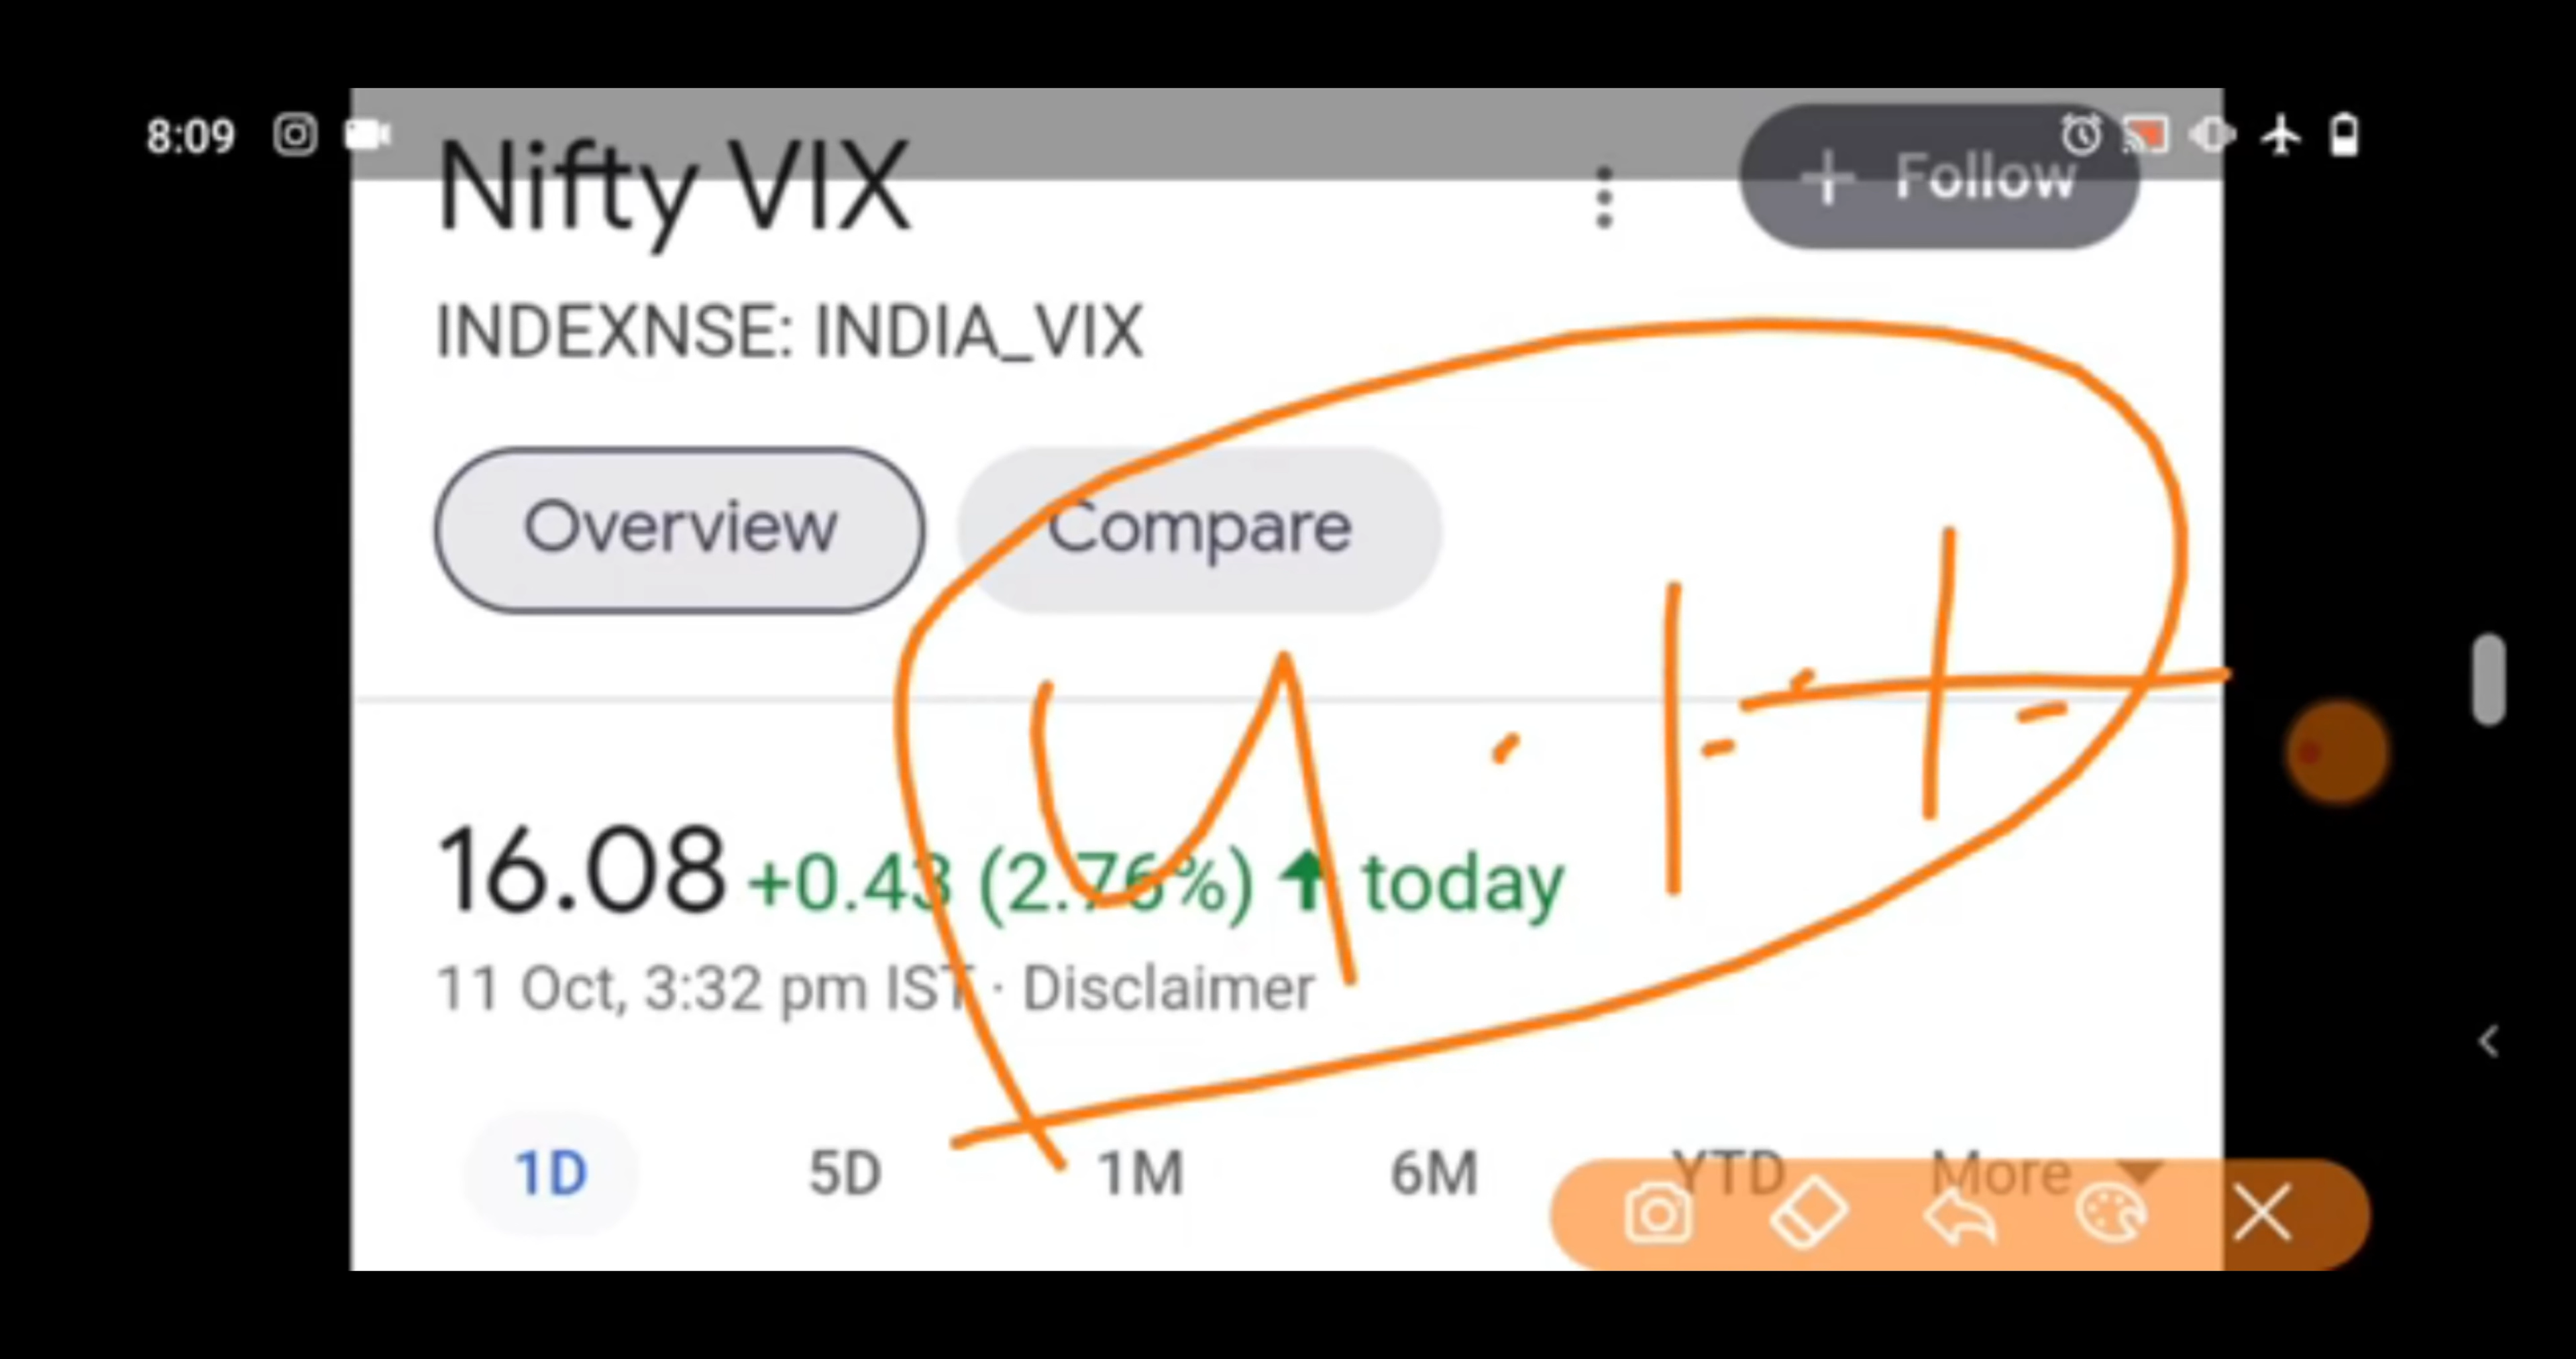 8:09
Nifty VIX
+ Follow
INDEXNSE: INDIA_VIX
Overview
Compare
16.08 +0.43 (2.76%) ↑ today
11 Oct, 3:32 pm IST · Disclaimer
1D 5D 1M 6M YTD More